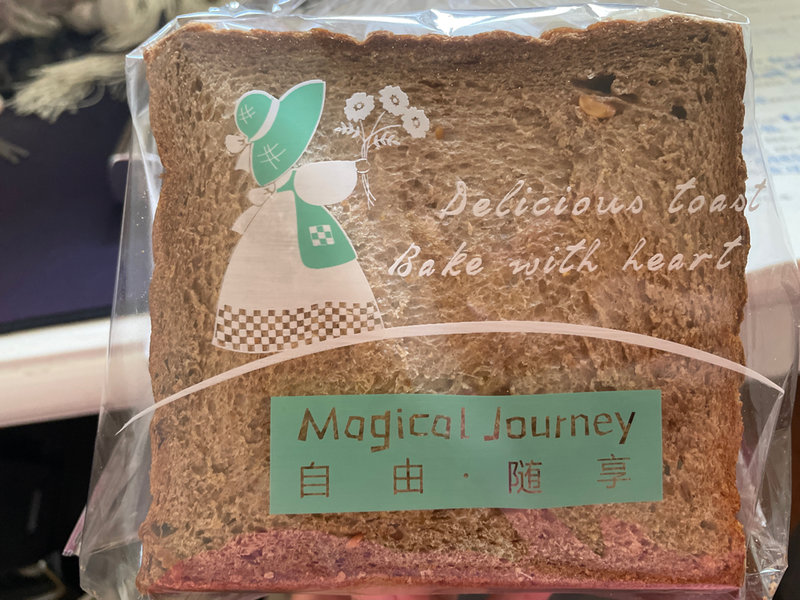 Delicious toast
Bake with heart
Magical Journey
自由·随享